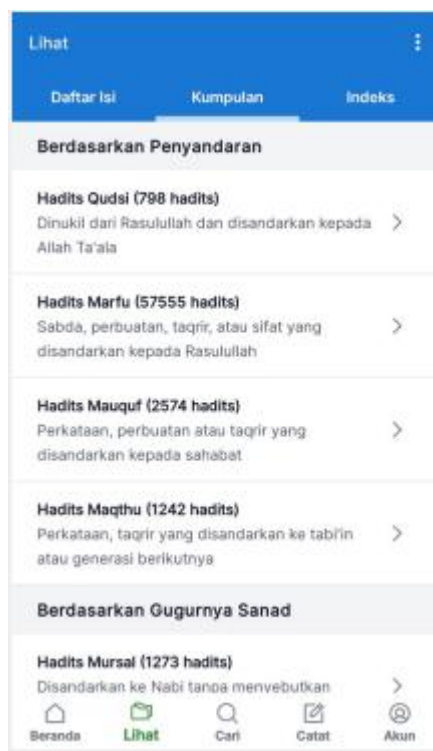 Lihat
Daftar Isi Kumpulan Indeks
Berdasarkan Penyandaran
Hadits Qudsi (798 hadits)
Dinukil dari Rasulullah dan disandarkan kepada
Allah Ta'ala
Hadits Marfu (57555 hadits)
Sabda, perbuatan, taqrir, atau sifat yang
disandarkan kepada Rasulullah
Hadits Mauquf (2574 hadits)
Perkataan, perbuatan atau taqrir yang
disandarkan kepada sahabat
Hadits Maqthu (1242 hadits)
Perkataan, taqrir yang disandarkan ke tabi'in
atau generasi berikutnya
Berdasarkan Gugurnya Sanad
Hadits Mursal (1273 hadits)
Disandarkan ke Nabi tanpa menyebutkan
Beranda Lihat Cari Catat Akun